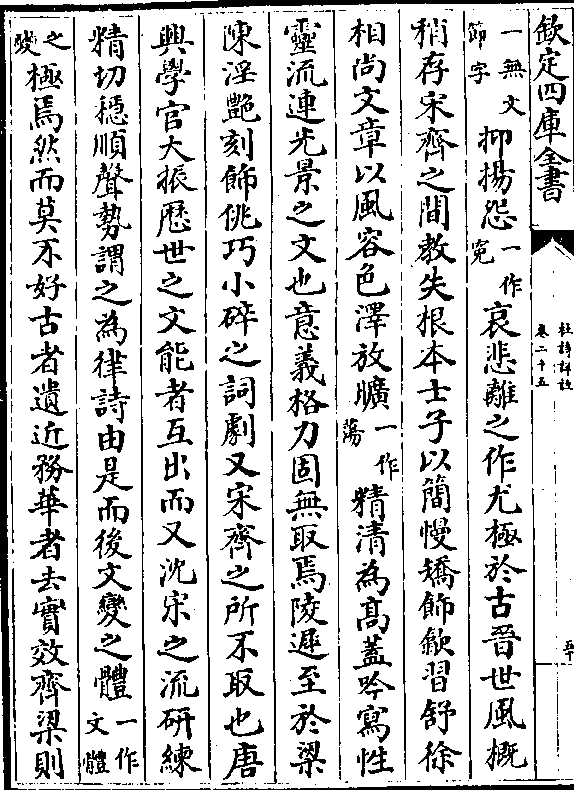 欽定四庫全書
杜詩詳註
卷二十五
一無文節字抑揚怨一作寃哀悲離之作尤極於古晉世風概
稍存宋齊之間教失根本士子以簡慢矯飾歙習舒徐
相尚文章以風容色澤放曠一作蕩精清為髙蓋吟寫性
靈流連光景之文也意義格力固無取焉陵遲至於梁
陳淫艷刻飾佻巧小碎之詞劇又宋齊之所不取也唐
興學官大振歴世之文能者互出而又沈宋之流研練
精切穏順聲勢謂之為律詩由是而後文變之體一作文體
之變極焉然而莫不好古者遺近務華者去實效齊梁則